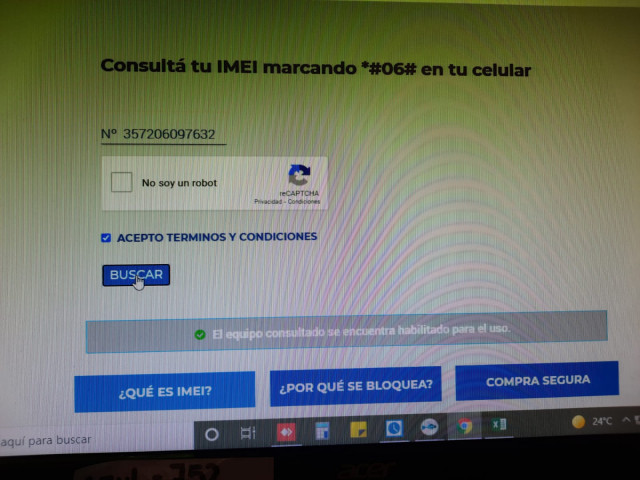 Consultá tu IMEI marcando *#06# en tu celular
Nº 357206097632
No soy un robot
reCAPTCHA
Privacidad - Condiciones
ACEPTO TERMINOS Y CONDICIONES
BUSCAR
El equipo consultado se encuentra habilitado para el uso.
¿QUÉ ES IMEI?
¿POR QUÉ SE BLOQUEA?
COMPRA SEGURA
aquí para buscar
24°C
752
acer